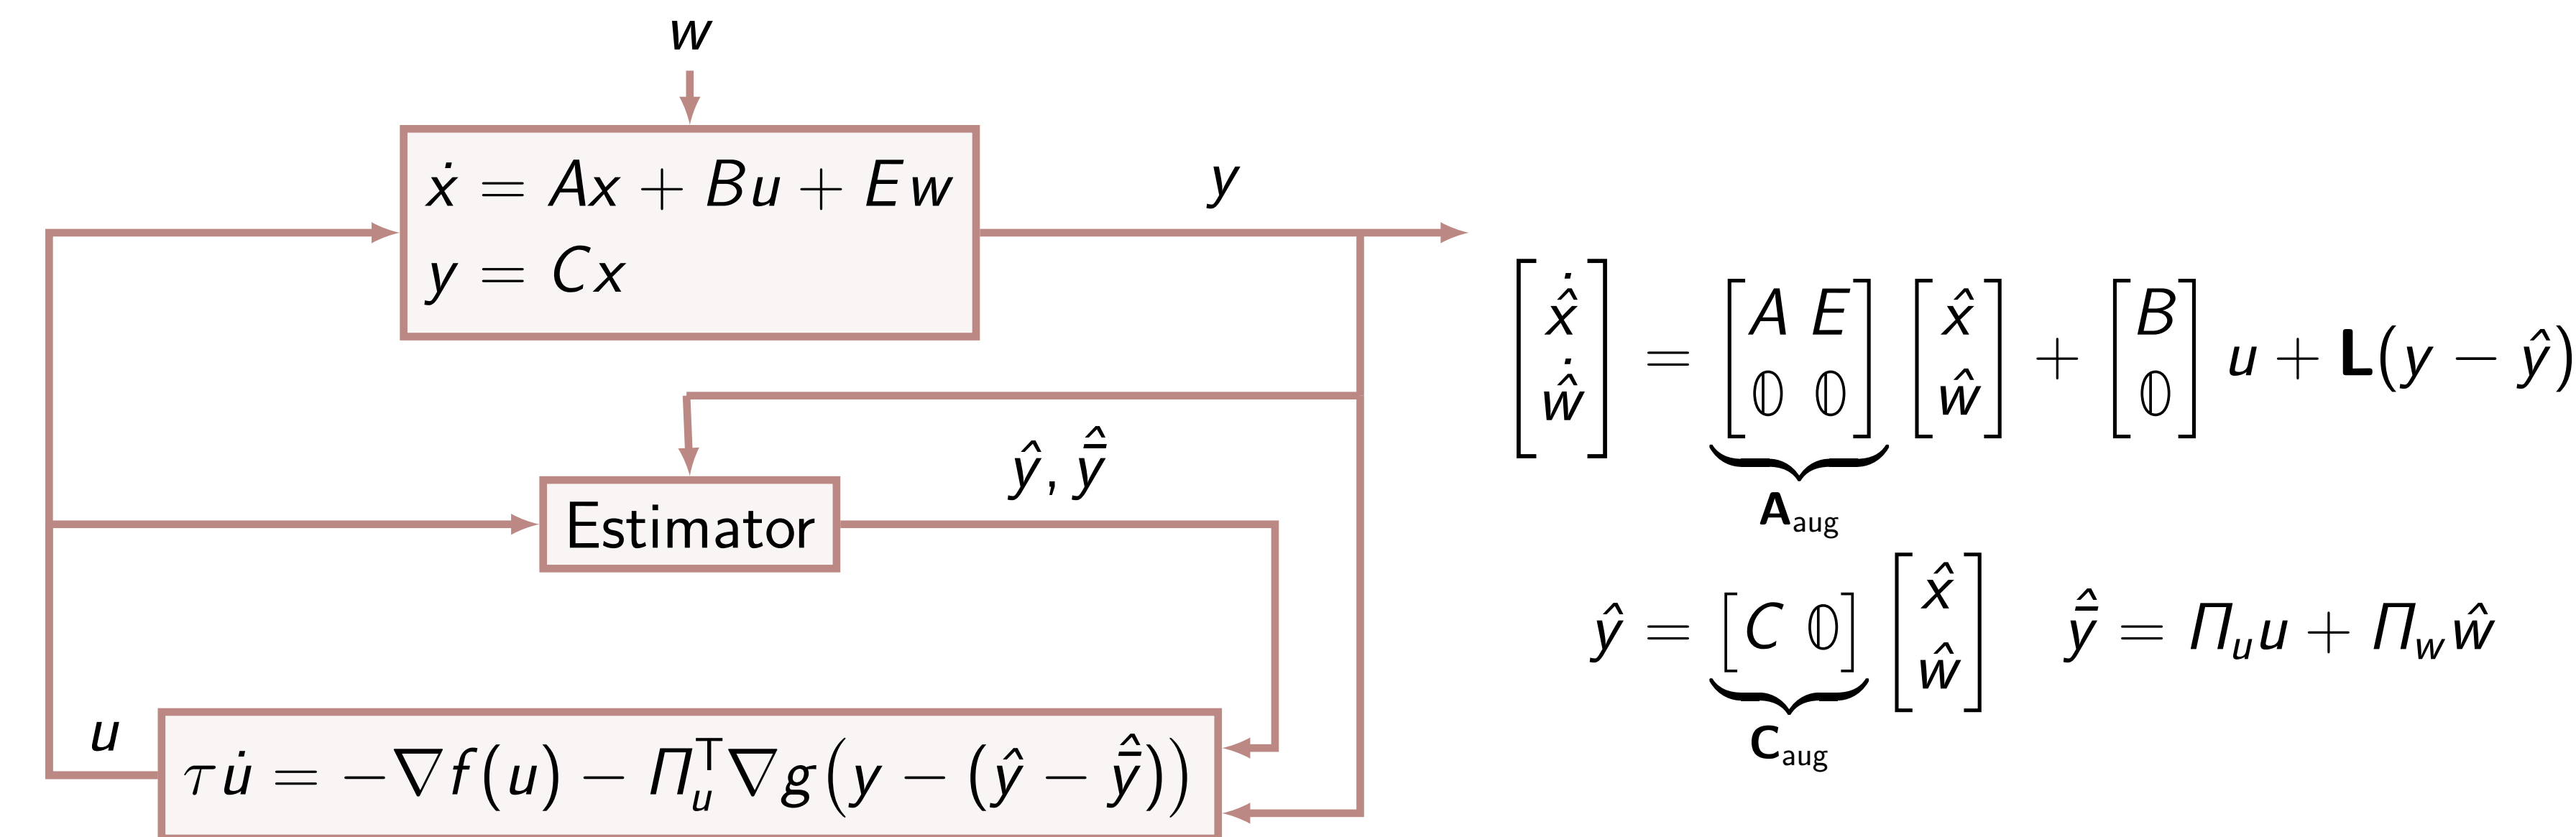 w
ẋ = Ax + Bu + Ew
y = Cx
y
Estimator
ŷ, ŷ̄
u
τu̇ = −∇f(u) − Π_u^T ∇g(y − (ŷ − ȳ̂))
[ẋ̂ ẇ̂] = [A E 𝟘 𝟘] [x̂ ŵ] + [B 𝟘] u + L(y − ŷ)
A_aug
ŷ = [C 𝟘] [x̂ ŵ] ȳ̂ = Π_u u + Π_w ŵ
C_aug